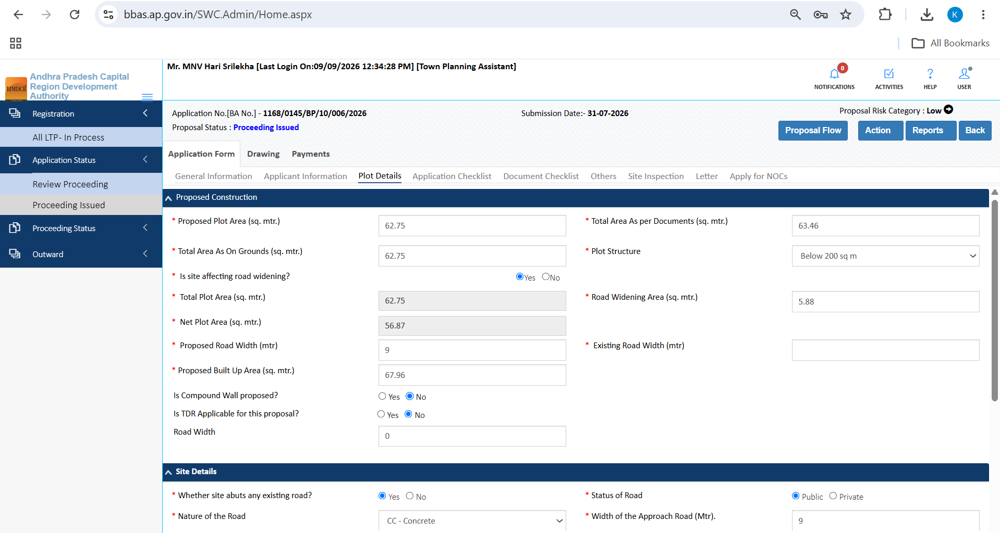 bbas.ap.gov.in/SWC.Admin/Home.aspx
K
All Bookmarks
BIMDCR
Andhra Pradesh Capital
Region Development
Authority
Mr. MNV Hari Srilekha [Last Login On:09/09/2026 12:34:28 PM] [Town Planning Assistant]
0
NOTIFICATIONS
ACTIVITIES
HELP
USER
Registration
All LTP- In Process
Application Status
Review Proceeding
Proceeding Issued
Proceeding Status
Outward
Application No.[BA No.] - 1168/0145/BP/10/006/2026
Submission Date:- 31-07-2026
Proposal Risk Category : Low
Proposal Status : Proceeding Issued
Proposal Flow
Action
Reports
Back
Application Form
Drawing
Payments
General Information
Applicant Information
Plot Details
Application Checklist
Document Checklist
Others
Site Inspection
Letter
Apply for NOCs
Proposed Construction
* Proposed Plot Area (sq. mtr.)
62.75
* Total Area As per Documents (sq. mtr.)
63.46
* Total Area As On Grounds (sq. mtr.)
62.75
* Plot Structure
Below 200 sq m
* Is site affecting road widening?
Yes
No
* Total Plot Area (sq. mtr.)
62.75
* Road Widening Area (sq. mtr.)
5.88
* Net Plot Area (sq. mtr.)
56.87
* Proposed Road Width (mtr)
9
* Existing Road Width (mtr)
* Proposed Built Up Area (sq. mtr.)
67.96
Is Compound Wall proposed?
Yes
No
Is TDR Applicable for this proposal?
Yes
No
Road Width
0
Site Details
* Whether site abuts any existing road?
Yes
No
* Status of Road
Public
Private
* Nature of the Road
CC - Concrete
* Width of the Approach Road (Mtr).
9